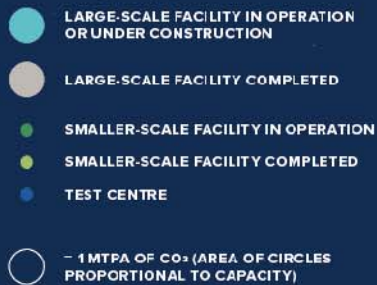 LARGE-SCALE FACILITY IN OPERATION
OR UNDER CONSTRUCTION
LARGE-SCALE FACILITY COMPLETED
SMALLER-SCALE FACILITY IN OPERATION
SMALLER-SCALE FACILITY COMPLETED
TEST CENTRE
= 1 MTPA OF CO₂ (AREA OF CIRCLES
PROPORTIONAL TO CAPACITY)